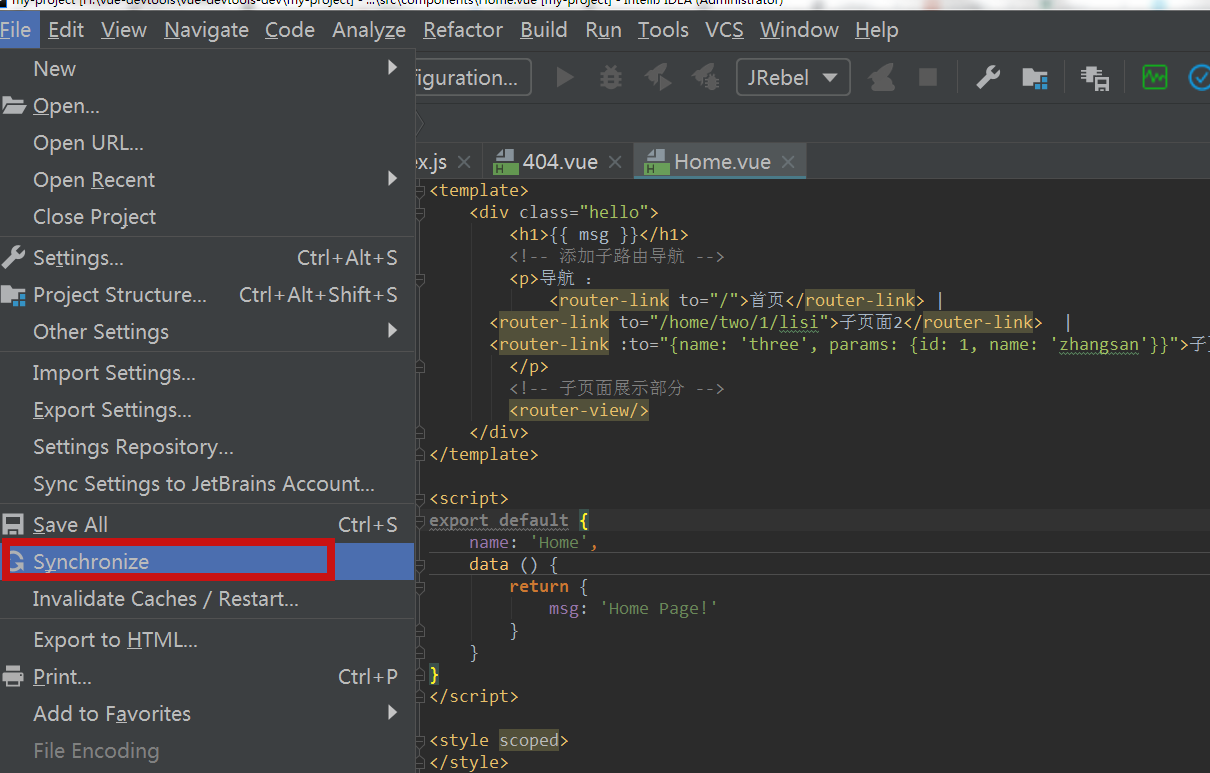 my-project [H:\vue-devtools\vue-devtools-dev\my-project] - ...\src\components\Home.vue [my-project] - IntelliJ IDEA (Administrator)
File Edit View Navigate Code Analyze Refactor Build Run Tools VCS Window Help
iguration... JRebel
New
Open...
Open URL...
Open Recent
Close Project
Settings... Ctrl+Alt+S
Project Structure... Ctrl+Alt+Shift+S
Other Settings
Import Settings...
Export Settings...
Settings Repository...
Sync Settings to JetBrains Account...
Save All Ctrl+S
Synchronize
Invalidate Caches / Restart...
Export to HTML...
Print... Ctrl+P
Add to Favorites
File Encoding
ex.js 404.vue Home.vue
<template>
<div class="hello">
<h1>{{ msg }}</h1>
<!-- 添加子路由导航 -->
<p>导航 :
<router-link to="/">首页</router-link> |
<router-link to="/home/two/1/lisi">子页面2</router-link> |
<router-link :to="{name: 'three', params: {id: 1, name: 'zhangsan'}}">子
</p>
<!-- 子页面展示部分 -->
<router-view/>
</div>
</template>
<script>
export default {
name: 'Home',
data () {
return {
msg: 'Home Page!'
}
}
}
</script>
<style scoped>
</style>